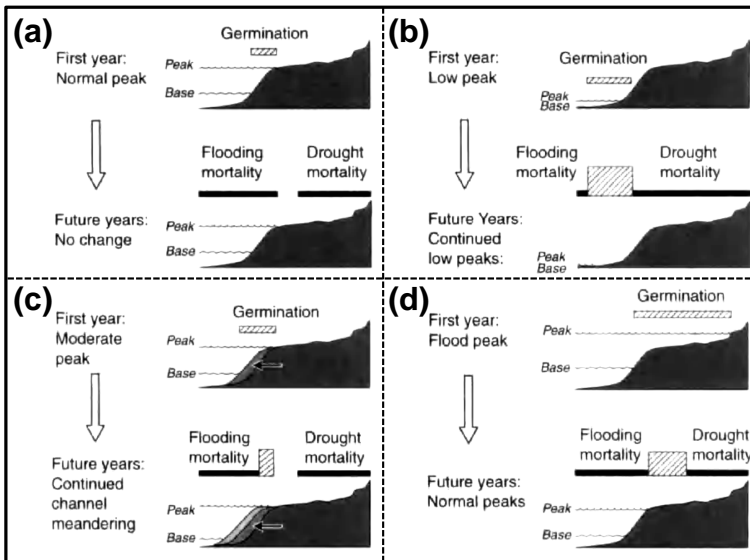 (a)
Germination
First year:
Normal peak
Peak
Base
Flooding mortality
Drought mortality
Future years:
No change
Peak
Base
(b)
First year:
Low peak
Germination
Peak
Base
Flooding mortality
Drought mortality
Future Years:
Continued
low peaks:
Peak
Base
(c)
First year:
Moderate
peak
Germination
Peak
Base
Flooding mortality
Drought mortality
Future years:
Continued
channel
meandering
Peak
Base
(d)
Germination
First year:
Flood peak
Peak
Base
Flooding mortality
Drought mortality
Future years:
Normal peaks
Peak
Base